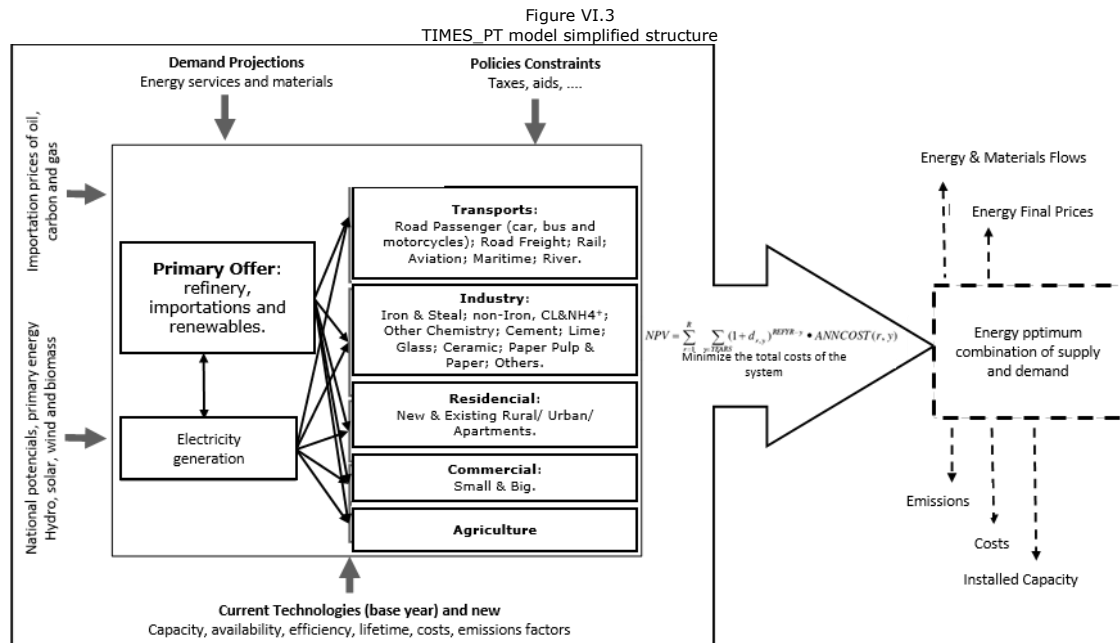 Figure VI.3
TIMES_PT model simplified structure
Demand Projections
Energy services and materials
Policies Constraints
Taxes, aids, ....
Importation prices of oil,
carbon and gas
National potencials, primary energy
Hydro, solar, wind and biomass
Primary Offer:
refinery,
importations and
renewables.
Electricity
generation
Transports:
Road Passenger (car, bus and
motorcycles); Road Freight; Rail;
Aviation; Maritime; River.
Industry:
Iron & Steal; non-Iron, CL&NH4⁺;
Other Chemistry; Cement; Lime;
Glass; Ceramic; Paper Pulp &
Paper; Others.
Residencial:
New & Existing Rural/ Urban/
Apartments.
Commercial:
Small & Big.
Agriculture
Current Technologies (base year) and new
Capacity, availability, efficiency, lifetime, costs, emissions factors
NPV = ∑ ∑ (1 + d r,y) REFYR-y • ANNCOST(r, y)
r=1 y∈YEARS
Minimize the total costs of the
system
Energy & Materials Flows
Energy Final Prices
Energy pptimum
combination of supply
and demand
Emissions
Costs
Installed Capacity